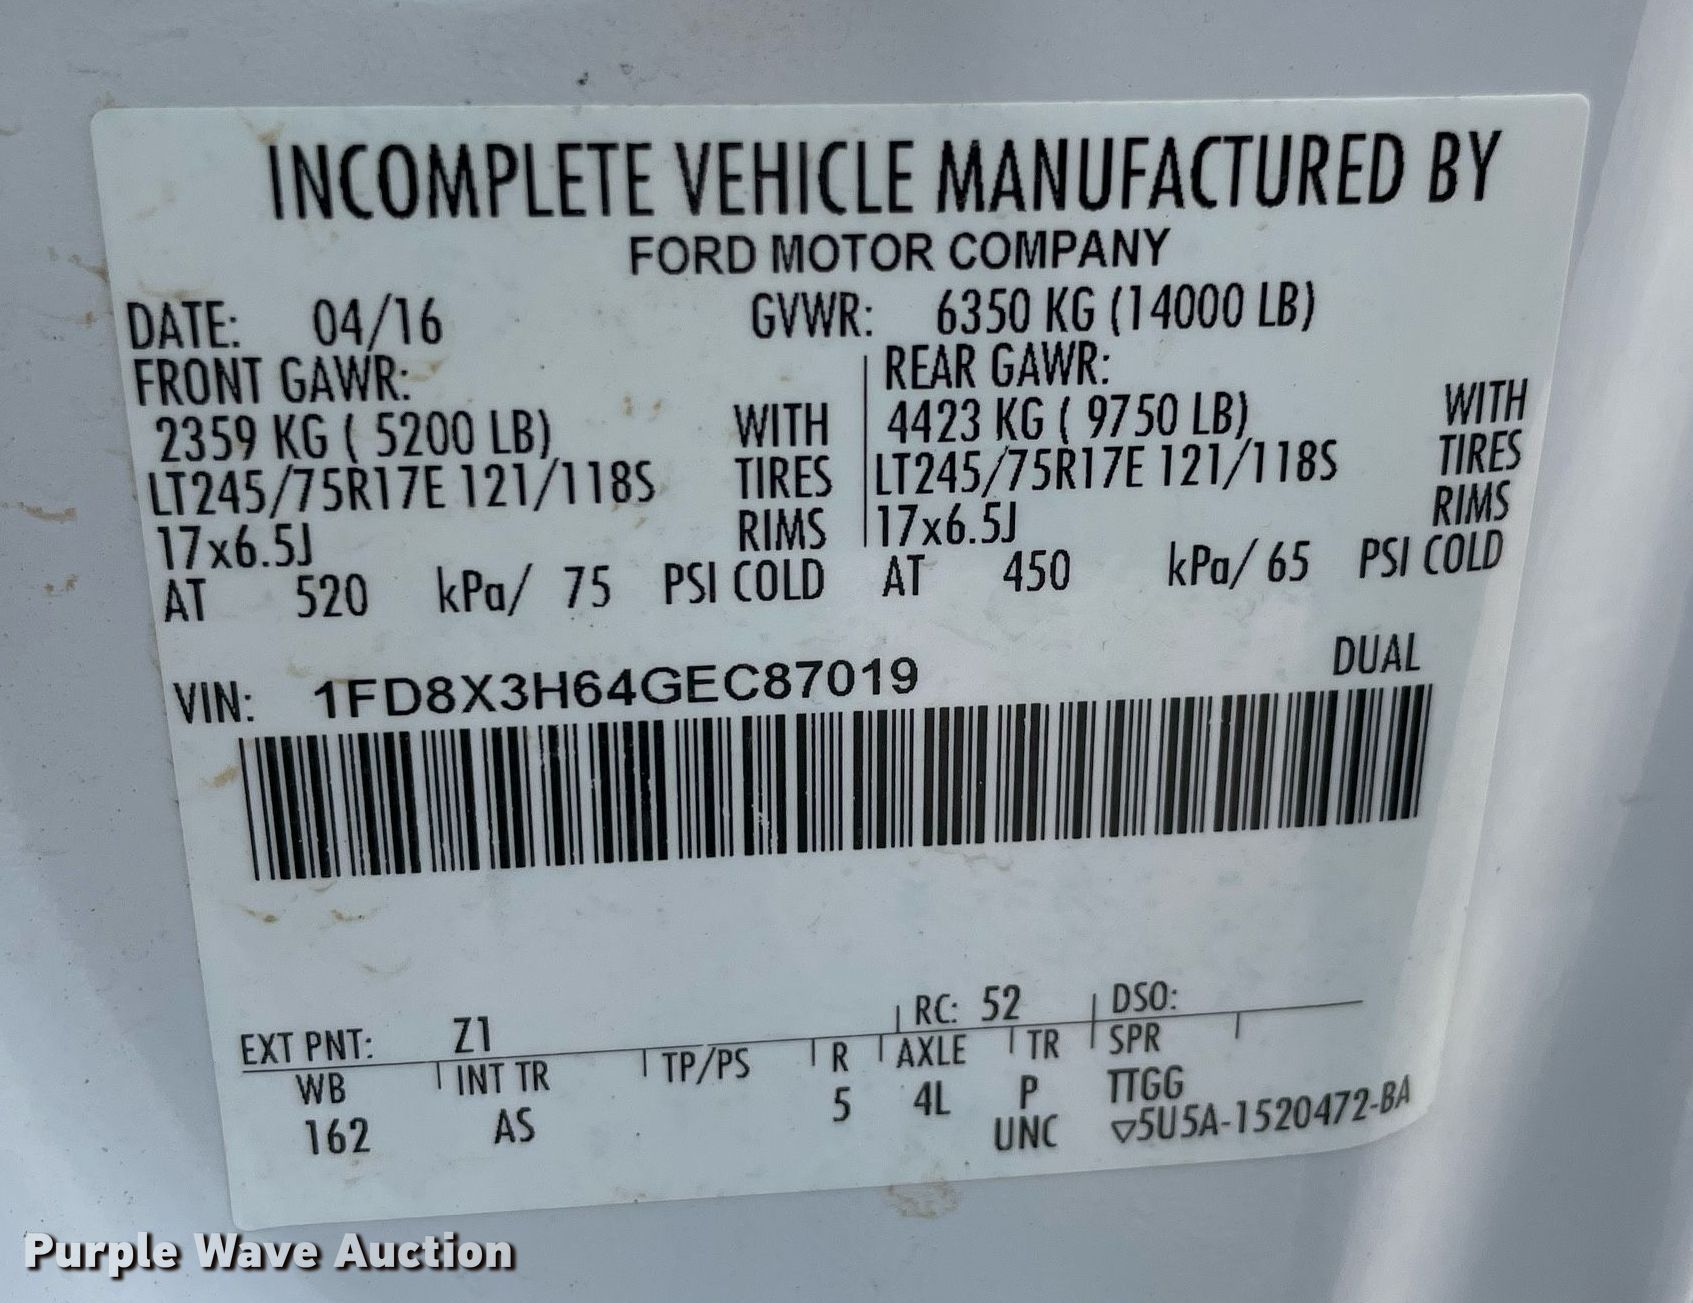 INCOMPLETE VEHICLE MANUFACTURED BY
FORD MOTOR COMPANY
DATE: 04/16 GVWR: 6350 KG (14000 LB)
FRONT GAWR: REAR GAWR:
2359 KG ( 5200 LB) WITH 4423 KG ( 9750 LB) WITH
LT245/75R17E 121/118S TIRES LT245/75R17E 121/118S TIRES
17x6.5J RIMS 17x6.5J RIMS
AT 520 kPa/ 75 PSI COLD AT 450 kPa/ 65 PSI COLD
VIN: 1FD8X3H64GEC87019 DUAL
EXT PNT: Z1 RC: 52 DSO:
WB INT TR TP/PS R AXLE TR SPR
162 AS 5 4L P TTGG
UNC ▽5U5A-1520472-BA
Purple Wave Auction